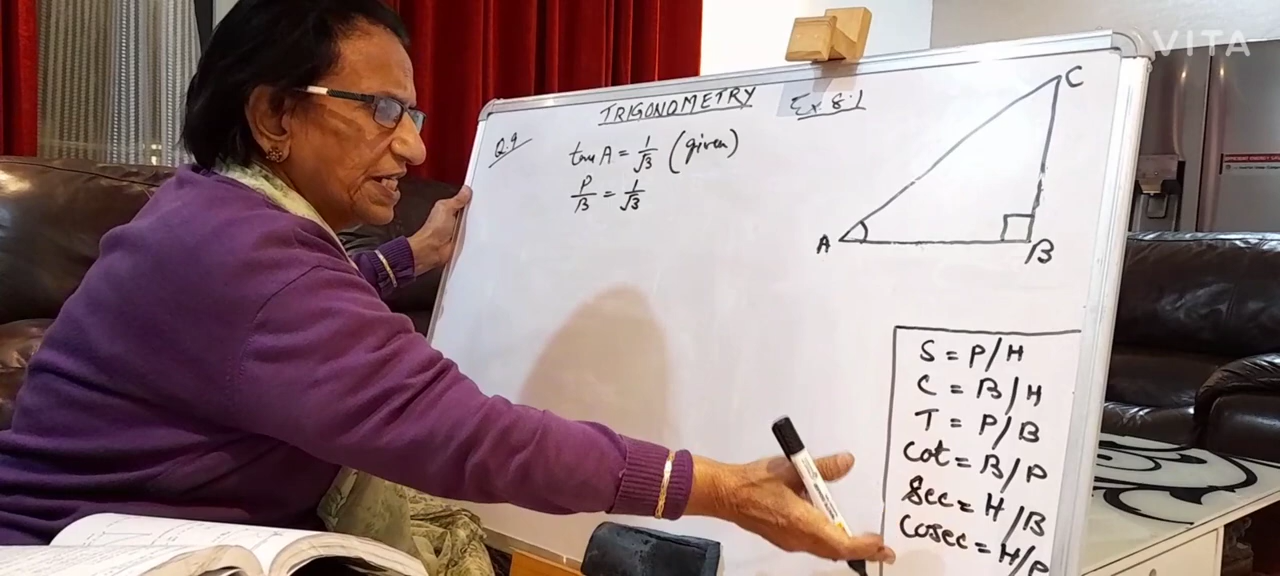 VITA
TRIGONOMETRY Ex 8.1
Q.9 tan A = 1/√3 (given)
P/B = 1/√3
C
A
B
S = P/H
C = B/H
T = P/B
Cot = B/P
Sec = H/B
Cosec = H/P